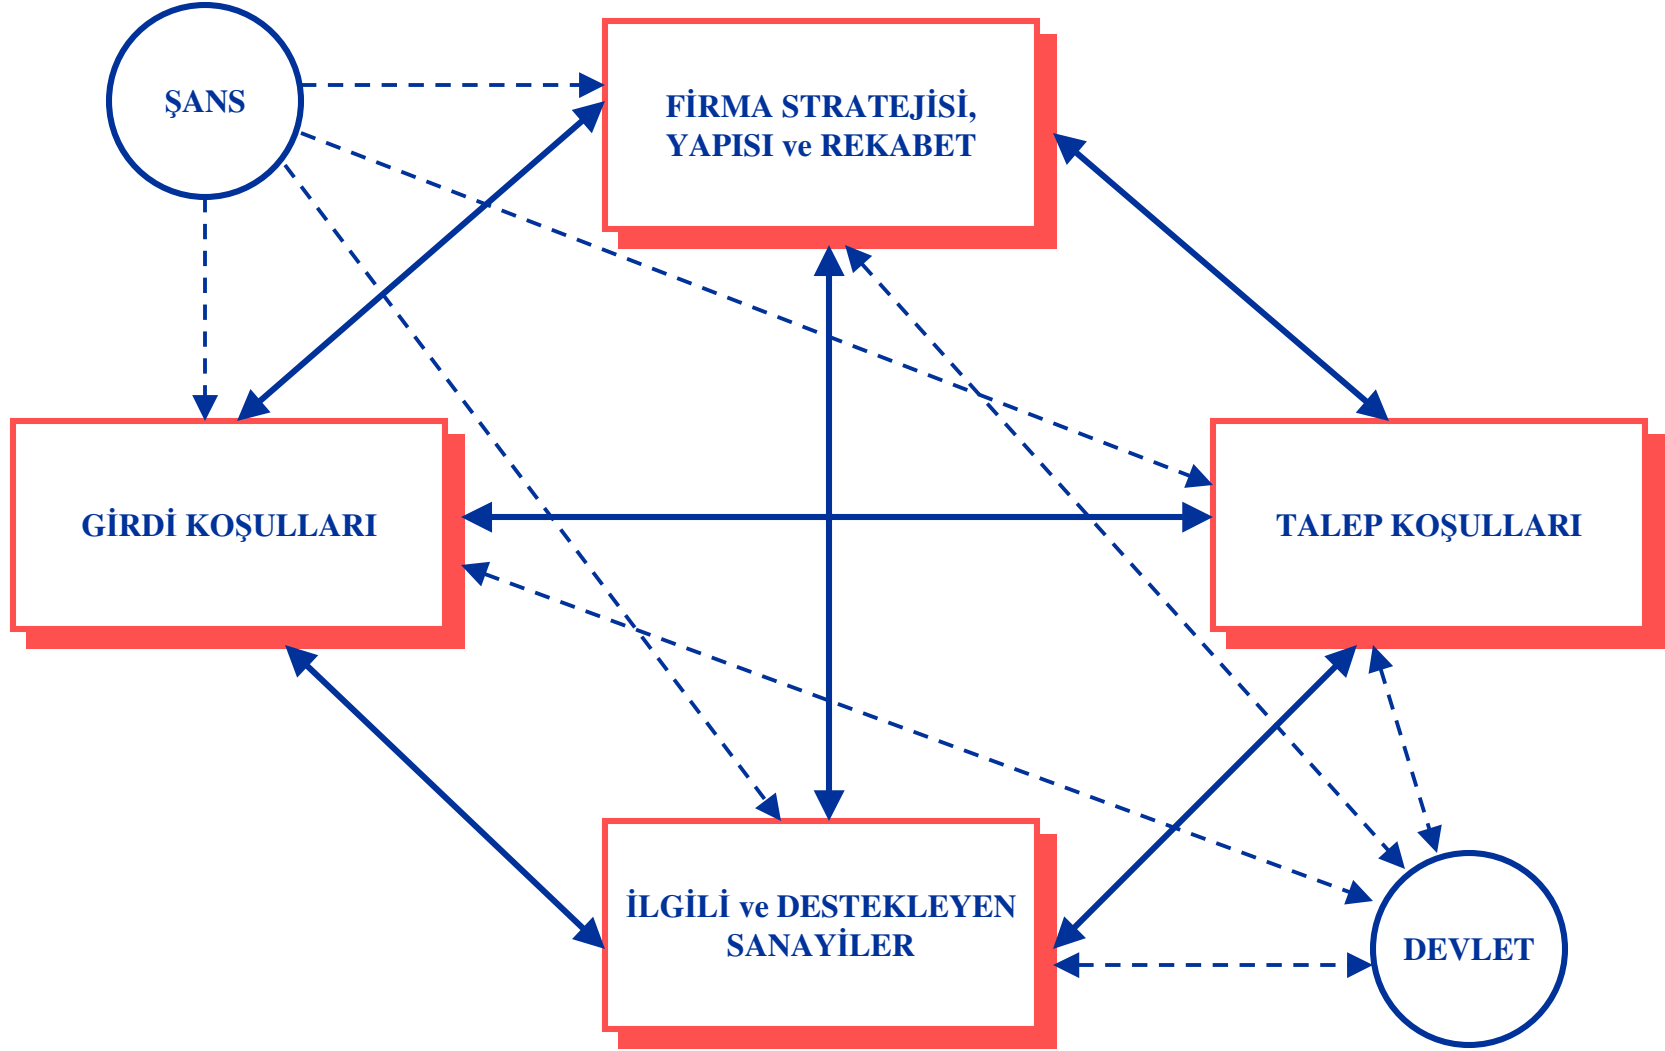 ŞANS
FİRMA STRATEJİSİ,
YAPISI ve REKABET
GİRDİ KOŞULLARI
TALEP KOŞULLARI
İLGİLİ ve DESTEKLEYEN
SANAYİLER
DEVLET